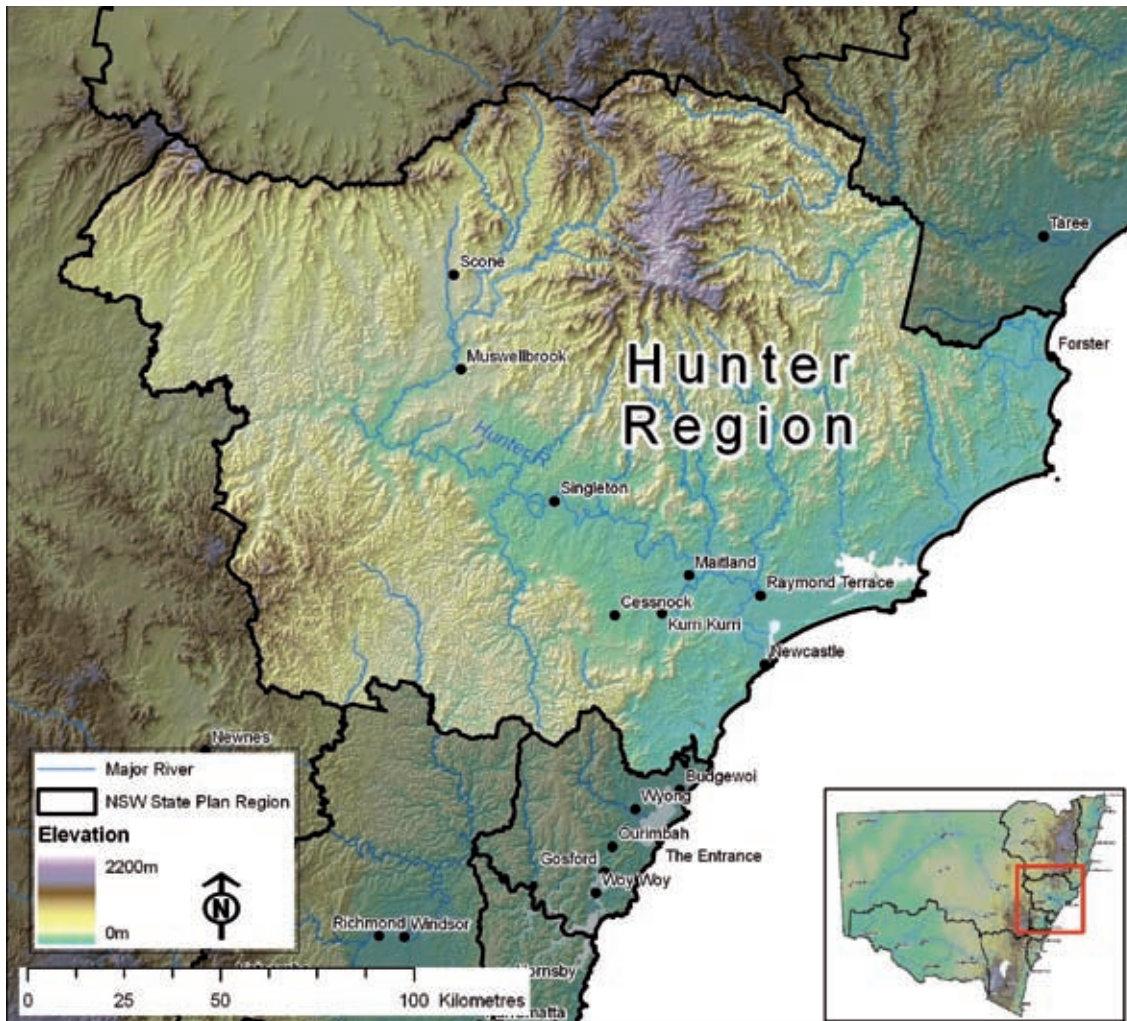 Taree
Forster
Scone
Muswellbrook
Hunter
Region
Hunter R.
Singleton
Maitland
Raymond Terrace
Cessnock
Kurri Kurri
Newcastle
Newnes
Budgewoi
Wyong
Ourimbah
The Entrance
Gosford
Woy Woy
Richmond Windsor
Hornsby
Major River
NSW State Plan Region
Elevation
2200m
0m
N
0 25 50 100 Kilometres